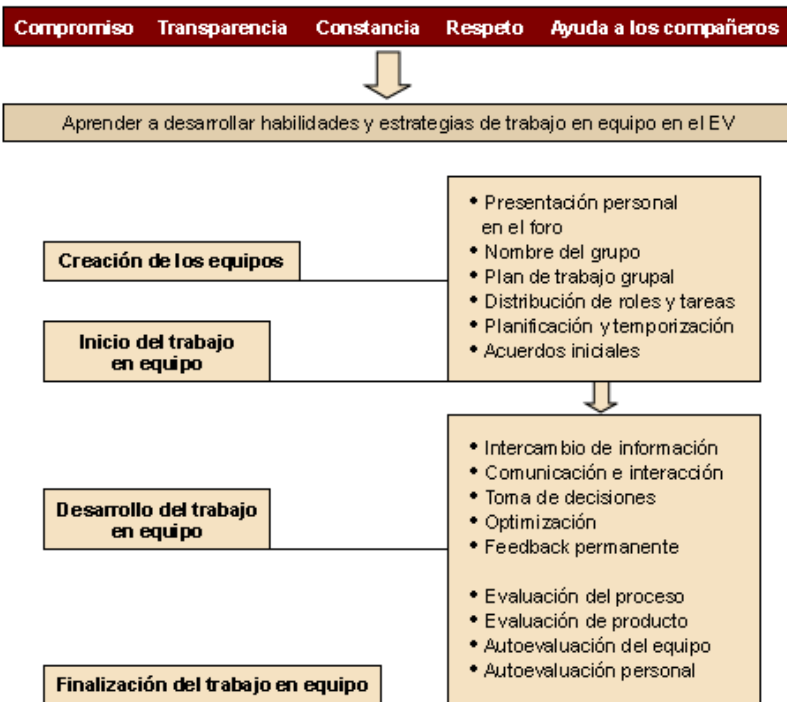 Compromiso Transparencia Constancia Respeto Ayuda a los compañeros
Aprender a desarrollar habilidades y estrategias de trabajo en equipo en el EV
Creación de los equipos
Inicio del trabajo
en equipo
• Presentación personal
en el foro
• Nombre del grupo
• Plan de trabajo grupal
• Distribución de roles y tareas
• Planificación y temporización
• Acuerdos iniciales
Desarrollo del trabajo
en equipo
• Intercambio de información
• Comunicación e interacción
• Toma de decisiones
• Optimización
• Feedback permanente
• Evaluación del proceso
• Evaluación de producto
• Autoevaluación del equipo
• Autoevaluación personal
Finalización del trabajo en equipo